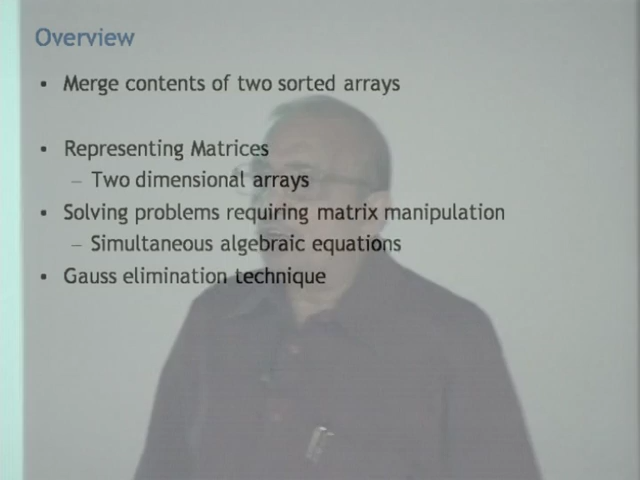 Overview
• Merge contents of two sorted arrays
• Representing Matrices
– Two dimensional arrays
• Solving problems requiring matrix manipulation
– Simultaneous algebraic equations
• Gauss elimination technique